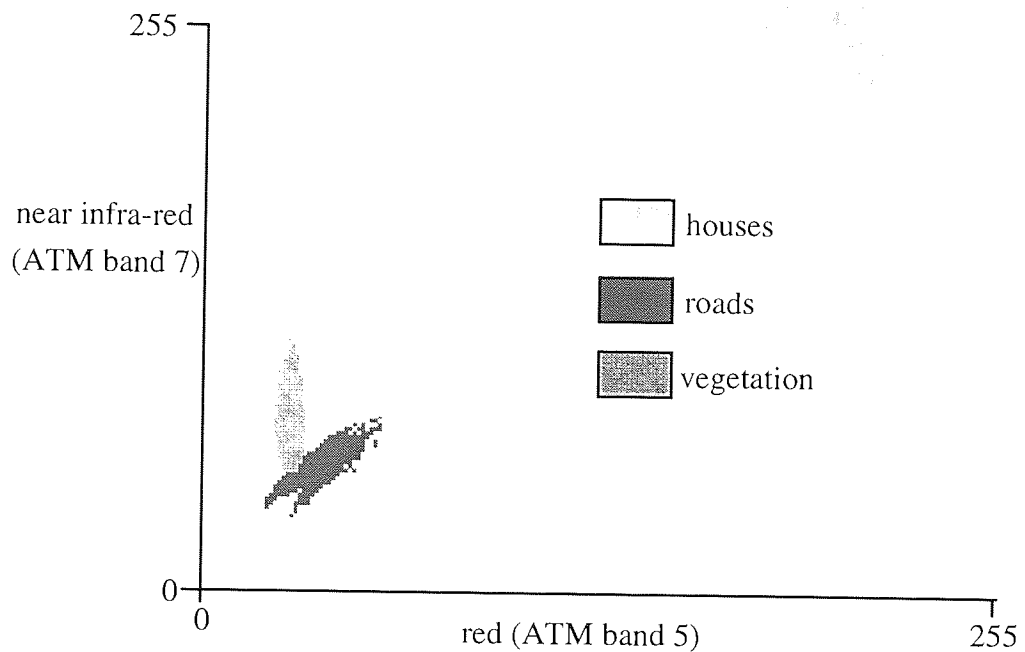 255
near infra-red
(ATM band 7)
houses
roads
vegetation
0
0
red (ATM band 5)
255